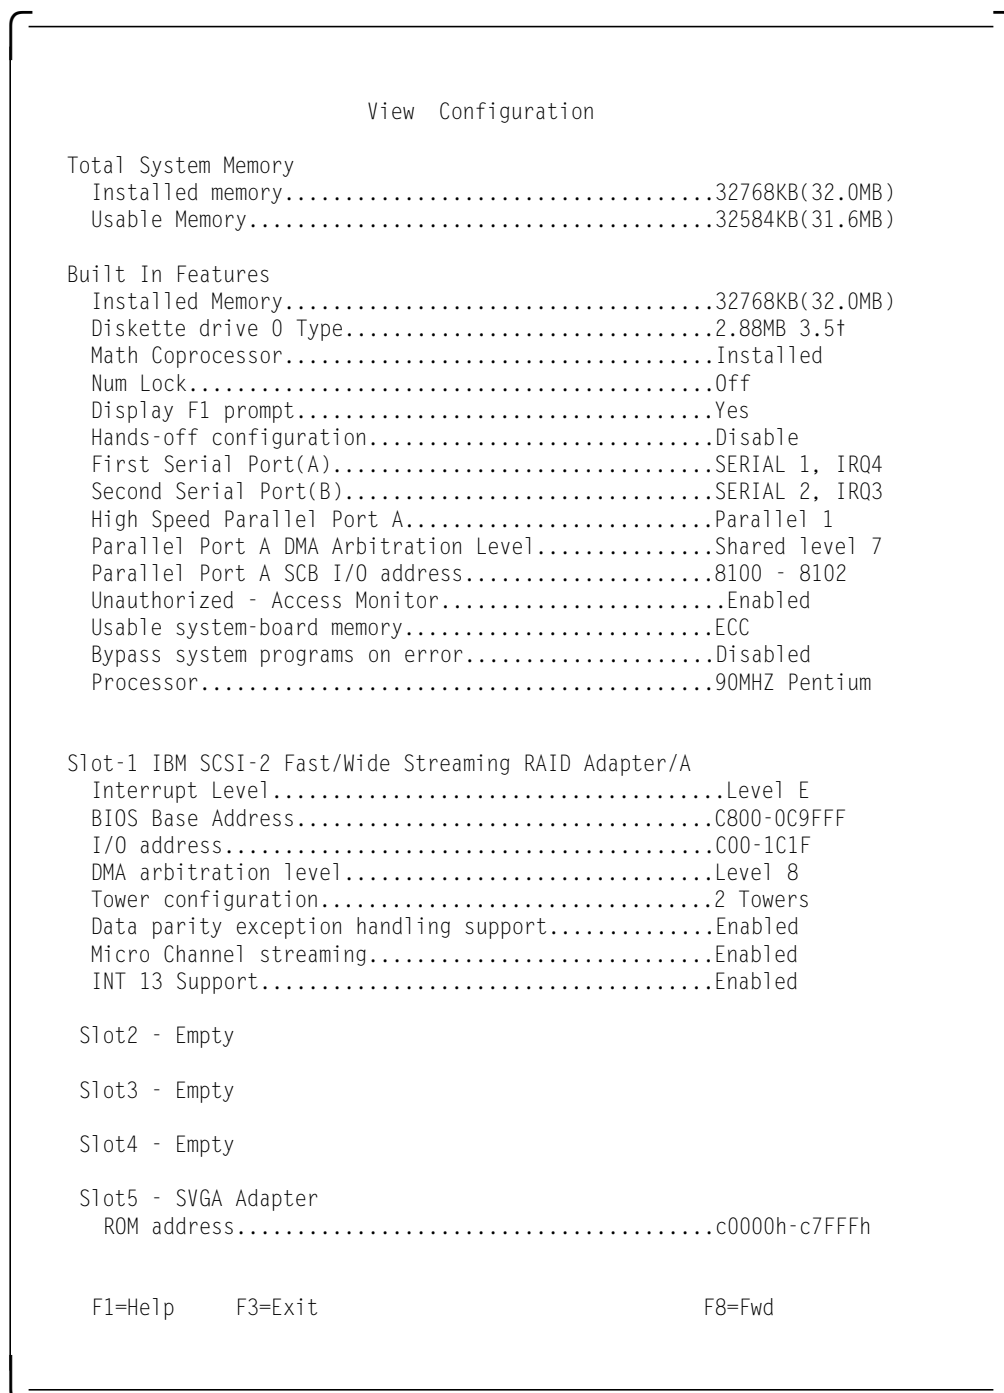 View Configuration
Total System Memory
Installed memory...................................32768KB(32.0MB)
Usable Memory......................................32584KB(31.6MB)
Built In Features
Installed Memory...................................32768KB(32.0MB)
Diskette drive 0 Type..............................2.88MB 3.5†
Math Coprocessor...................................Installed
Num Lock...........................................Off
Display F1 prompt..................................Yes
Hands-off configuration............................Disable
First Serial Port(A)...............................SERIAL 1, IRQ4
Second Serial Port(B)..............................SERIAL 2, IRQ3
High Speed Parallel Port A.........................Parallel 1
Parallel Port A DMA Arbitration Level...............Shared level 7
Parallel Port A SCB I/O address....................8100 - 8102
Unauthorized - Access Monitor.......................Enabled
Usable system-board memory.........................ECC
Bypass system programs on error....................Disabled
Processor..........................................90MHZ Pentium
Slot-1 IBM SCSI-2 Fast/Wide Streaming RAID Adapter/A
Interrupt Level.....................................Level E
BIOS Base Address..................................C800-0C9FFF
I/O address........................................C00-1C1F
DMA arbitration level..............................Level 8
Tower configuration................................2 Towers
Data parity exception handling support..............Enabled
Micro Channel streaming............................Enabled
INT 13 Support.....................................Enabled
Slot2 - Empty
Slot3 - Empty
Slot4 - Empty
Slot5 - SVGA Adapter
ROM address.......................................c0000h-c7FFFh
F1=Help F3=Exit F8=Fwd